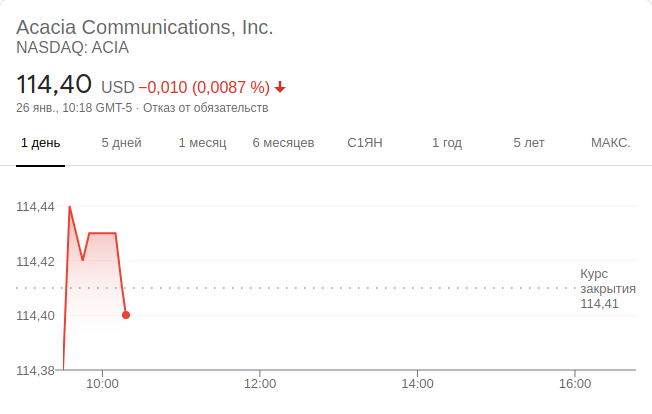 Acacia Communications, Inc.
NASDAQ: ACIA
114,40 USD −0,010 (0,0087 %)
26 янв., 10:18 GMT-5 · Отказ от обязательств
1 день 5 дней 1 месяц 6 месяцев С1ЯН 1 год 5 лет МАКС.
114,44
114,42
Курс
закрытия
114,41
114,40
114,38
10:00 12:00 14:00 16:00